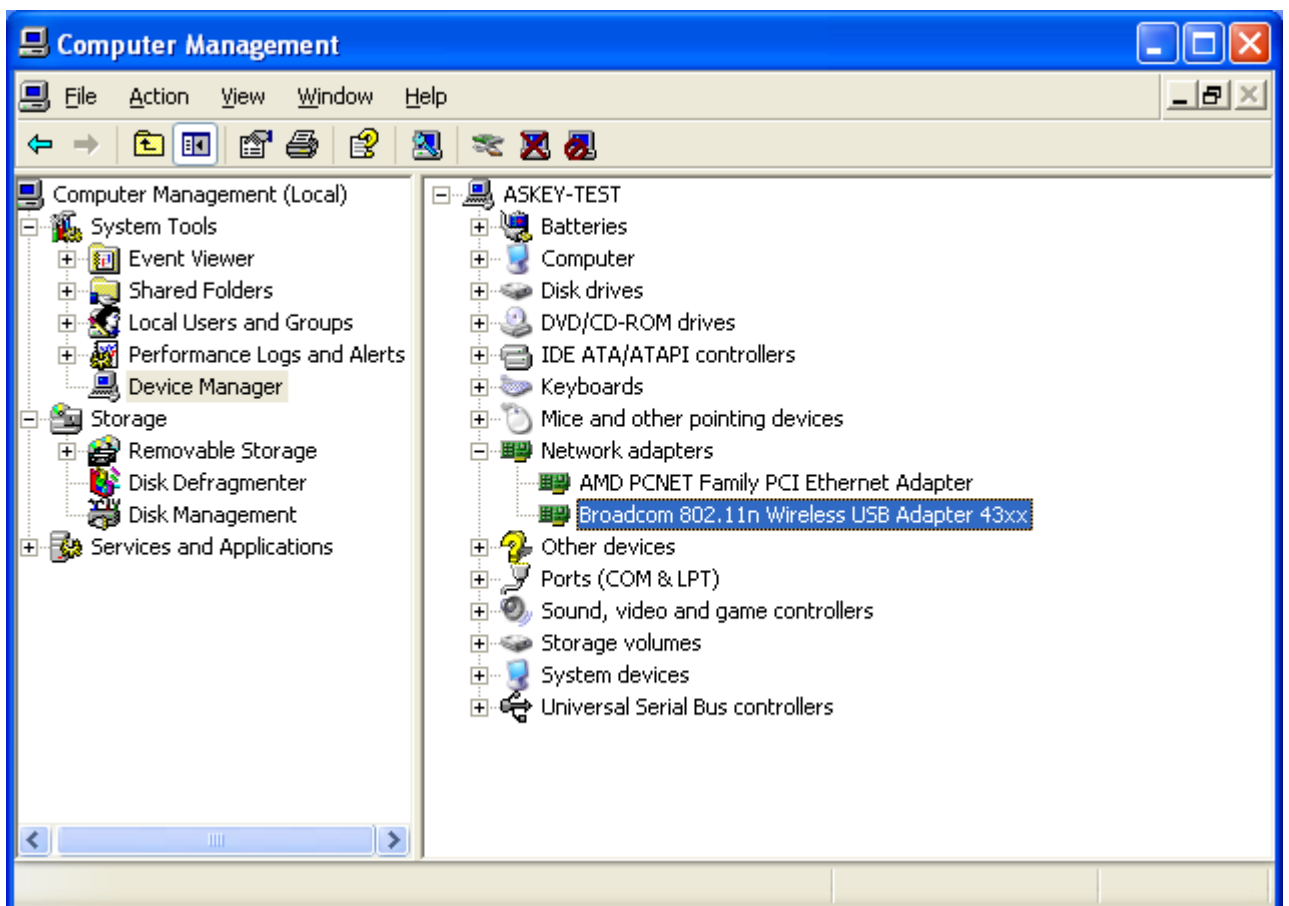 Computer Management
File Action View Window Help
Computer Management (Local)
System Tools
Event Viewer
Shared Folders
Local Users and Groups
Performance Logs and Alerts
Device Manager
Storage
Removable Storage
Disk Defragmenter
Disk Management
Services and Applications
ASKEY-TEST
Batteries
Computer
Disk drives
DVD/CD-ROM drives
IDE ATA/ATAPI controllers
Keyboards
Mice and other pointing devices
Network adapters
AMD PCNET Family PCI Ethernet Adapter
Broadcom 802.11n Wireless USB Adapter 43xx
Other devices
Ports (COM & LPT)
Sound, video and game controllers
Storage volumes
System devices
Universal Serial Bus controllers